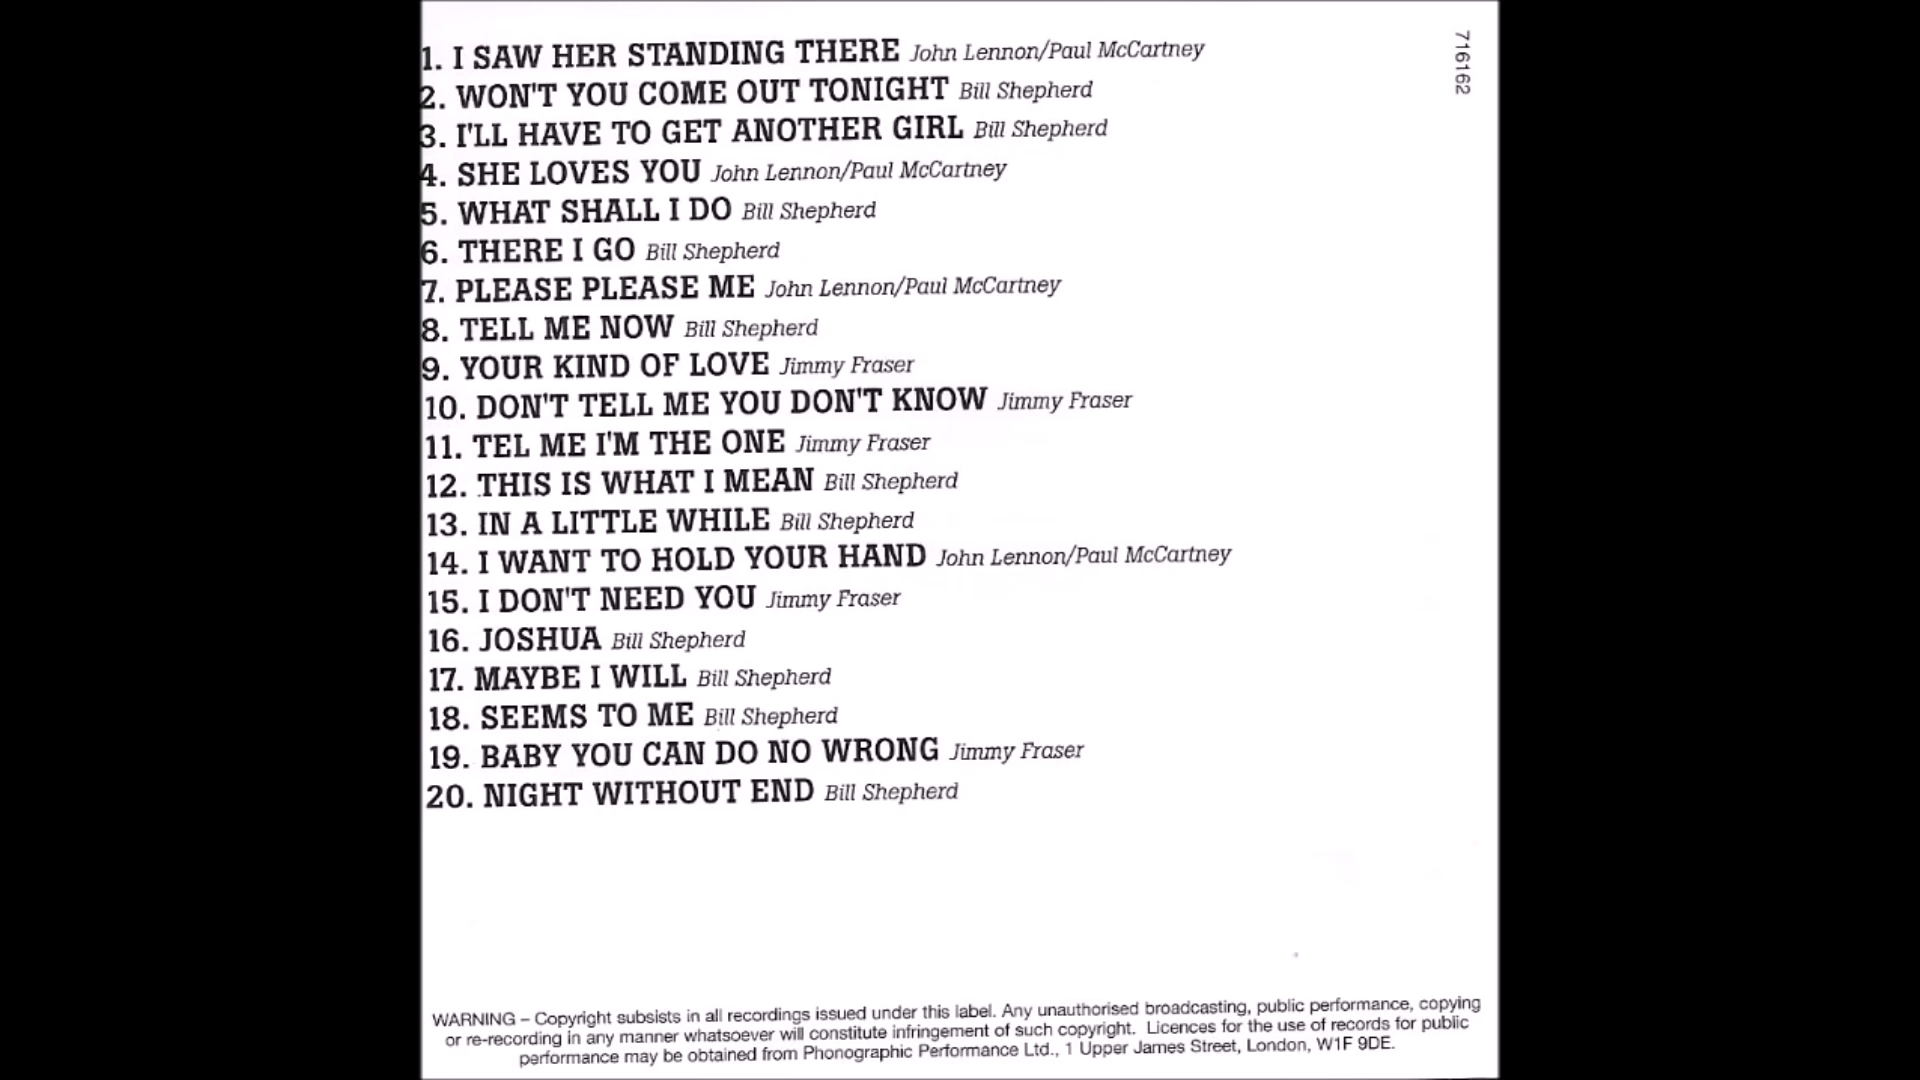 1. I SAW HER STANDING THERE John Lennon/Paul McCartney
2. WON'T YOU COME OUT TONIGHT Bill Shepherd
3. I'LL HAVE TO GET ANOTHER GIRL Bill Shepherd
4. SHE LOVES YOU John Lennon/Paul McCartney
5. WHAT SHALL I DO Bill Shepherd
6. THERE I GO Bill Shepherd
7. PLEASE PLEASE ME John Lennon/Paul McCartney
8. TELL ME NOW Bill Shepherd
9. YOUR KIND OF LOVE Jimmy Fraser
10. DON'T TELL ME YOU DON'T KNOW Jimmy Fraser
11. TEL ME I'M THE ONE Jimmy Fraser
12. THIS IS WHAT I MEAN Bill Shepherd
13. IN A LITTLE WHILE Bill Shepherd
14. I WANT TO HOLD YOUR HAND John Lennon/Paul McCartney
15. I DON'T NEED YOU Jimmy Fraser
16. JOSHUA Bill Shepherd
17. MAYBE I WILL Bill Shepherd
18. SEEMS TO ME Bill Shepherd
19. BABY YOU CAN DO NO WRONG Jimmy Fraser
20. NIGHT WITHOUT END Bill Shepherd
716162
WARNING – Copyright subsists in all recordings issued under this label. Any unauthorised broadcasting, public performance, copying
or re-recording in any manner whatsoever will constitute infringement of such copyright. Licences for the use of records for public
performance may be obtained from Phonographic Performance Ltd., 1 Upper James Street, London, W1F 9DE.